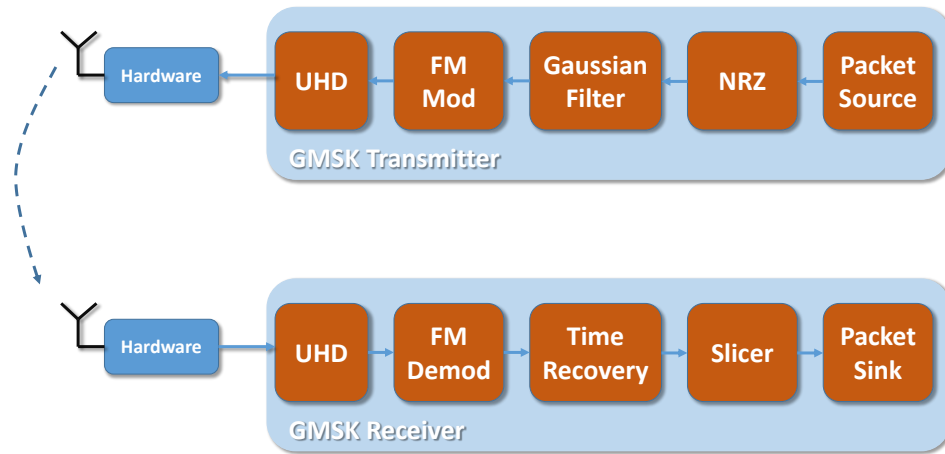 Hardware
UHD
FM
Mod
Gaussian
Filter
NRZ
Packet
Source
GMSK Transmitter
Hardware
UHD
FM
Demod
Time
Recovery
Slicer
Packet
Sink
GMSK Receiver